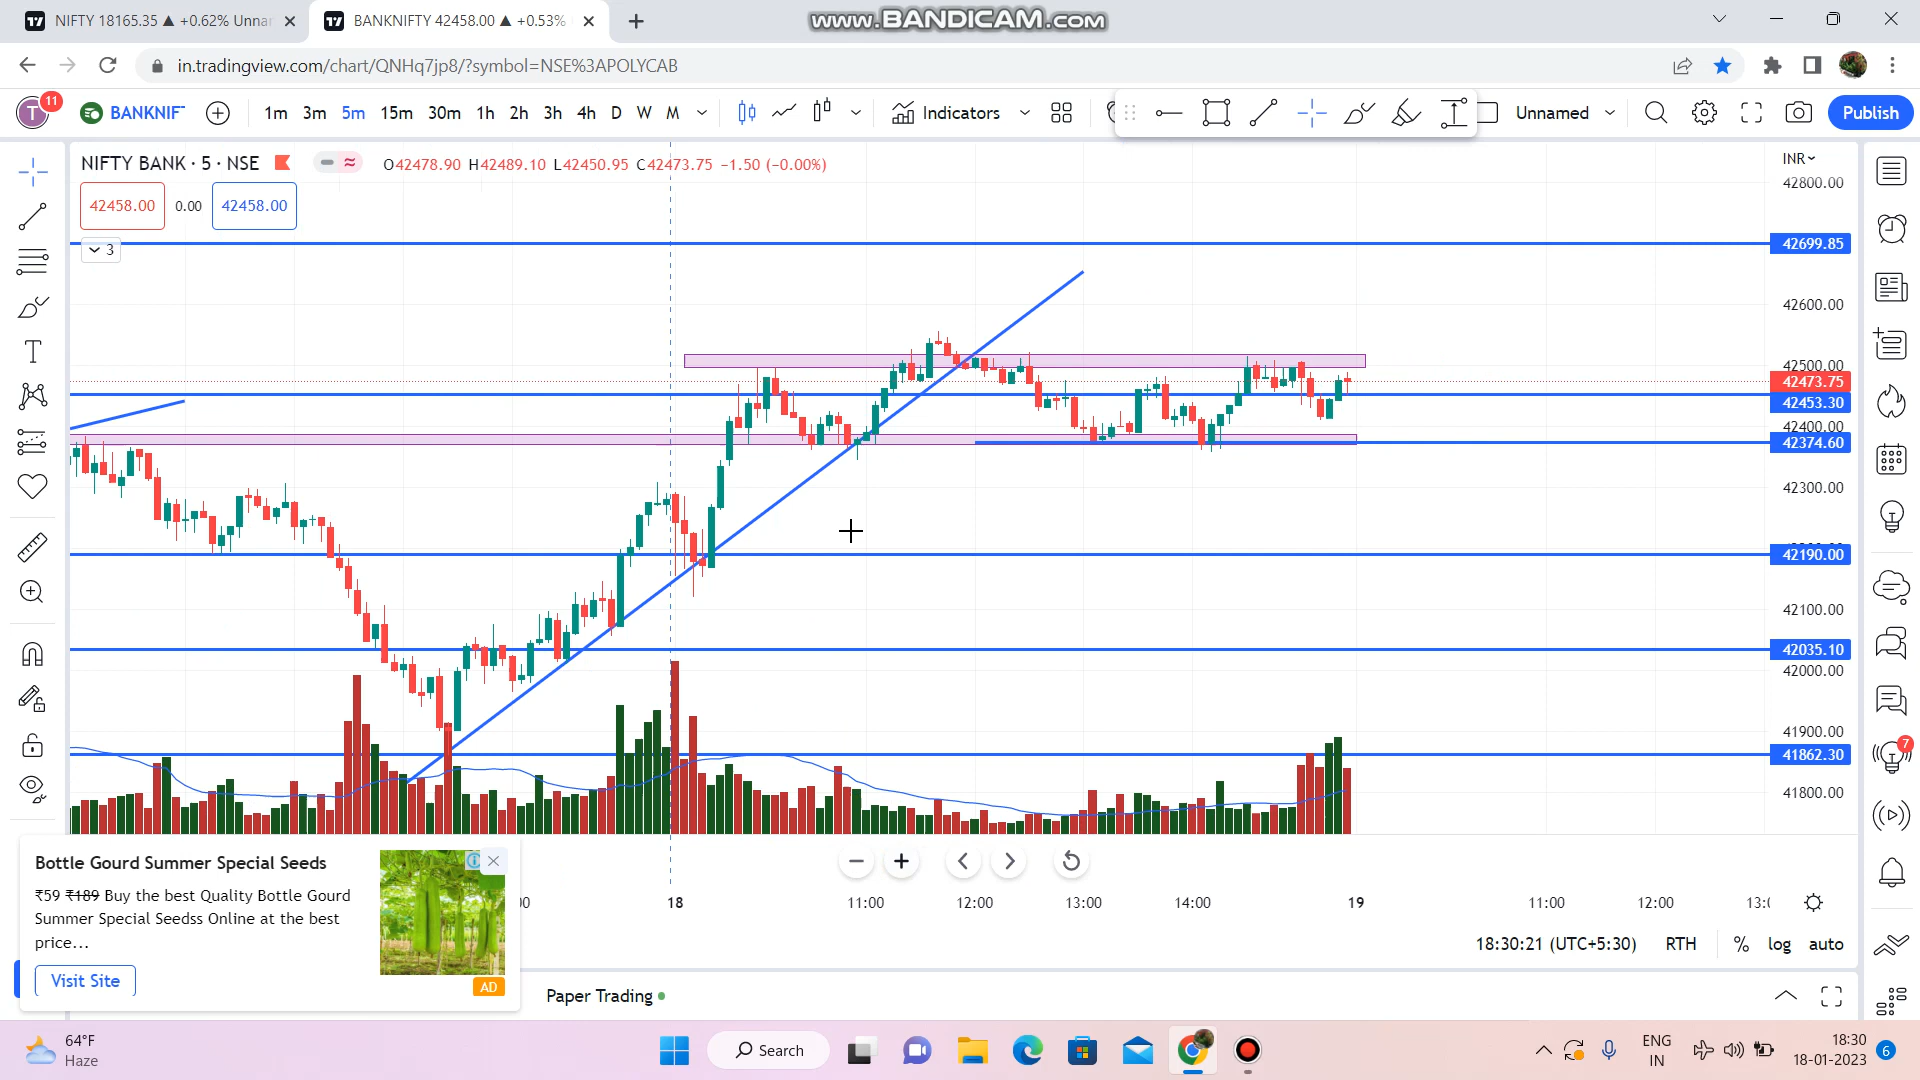 NIFTY 18165.35 ▲ +0.62% Unnar
BANKNIFTY 42458.00 ▲ +0.53%
www.BANDICAM.com
in.tradingview.com/chart/QNHq7jp8/?symbol=NSE%3APOLYCAB
T 11 BANKNIF 1m 3m 5m 15m 30m 1h 2h 3h 4h D W M Indicators Unnamed Publish
NIFTY BANK · 5 · NSE O42478.90 H42489.10 L42450.95 C42473.75 −1.50 (−0.00%)
INR
42800.00
42458.00 0.00 42458.00
42699.85
3
42600.00
42500.00
42473.75
42453.30
42400.00
42374.60
42300.00
42190.00
42100.00
42035.10
42000.00
41900.00
7
41862.30
41800.00
Bottle Gourd Summer Special Seeds
₹59 ₹189 Buy the best Quality Bottle Gourd
Summer Special Seedss Online at the best
price...
Visit Site
AD
18 11:00 12:00 13:00 14:00 19 11:00 12:00
18:30:21 (UTC+5:30) RTH % log auto
Paper Trading
64°F
Haze
Search
ENG
IN
18:30
18-01-2023
6